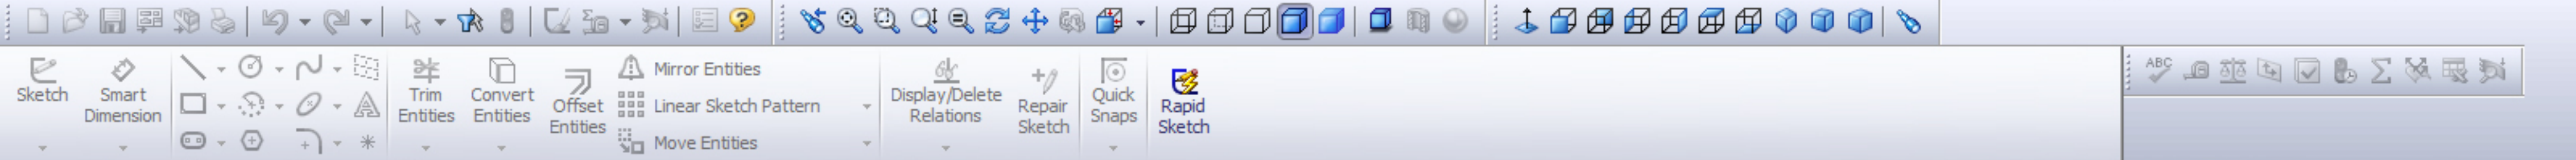 ABC
Sketch
Smart
Dimension
Trim
Entities
Convert
Entities
Offset
Entities
Mirror Entities
Linear Sketch Pattern
Move Entities
Display/Delete
Relations
Repair
Sketch
Quick
Snaps
Rapid
Sketch